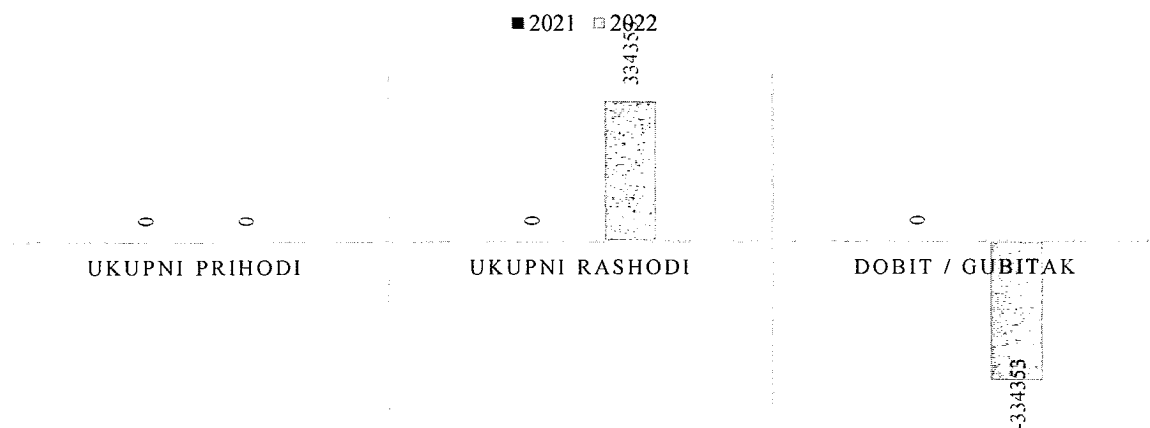 2021 2022
334353
0 0 0 0
UKUPNI PRIHODI UKUPNI RASHODI DOBIT / GUBITAK
-334353